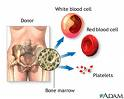 White blood cell
Donor
Red blood cell
Platelets
Bone marrow
ADAM.